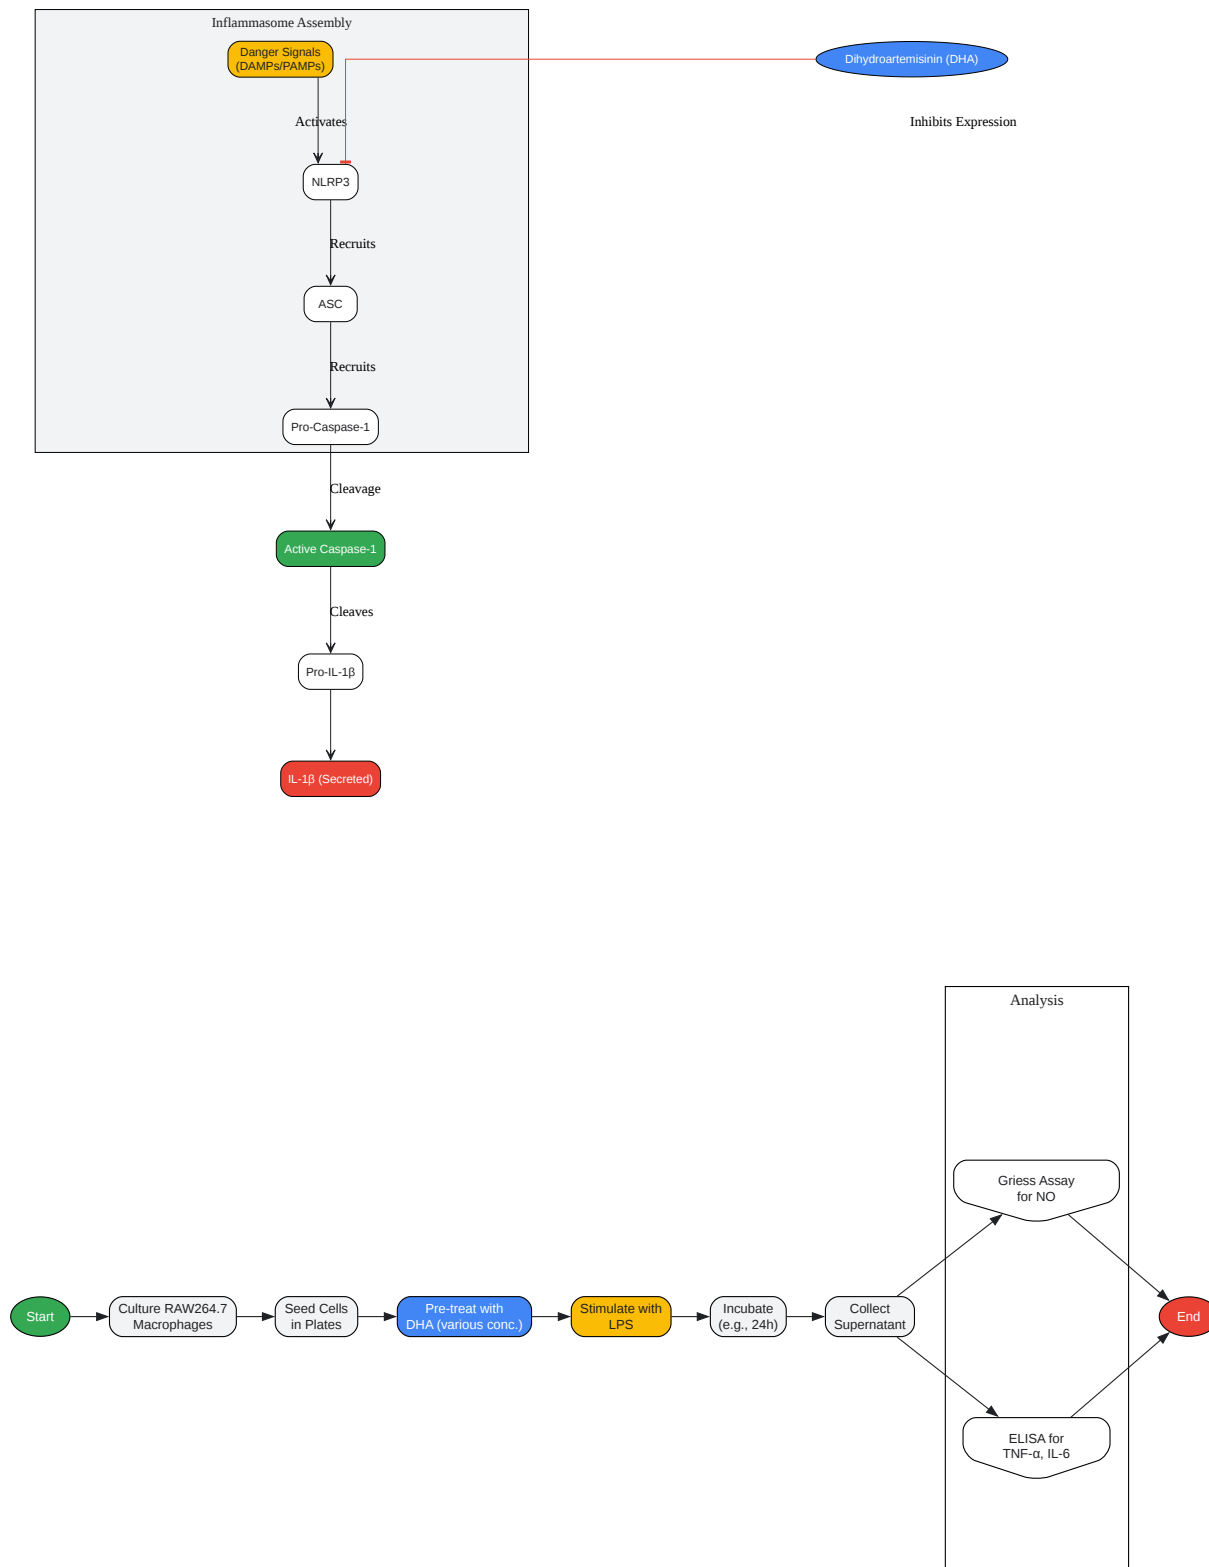 Inflammasome Assembly
Danger Signals
(DAMPs/PAMPs)
Dihydroartemisinin (DHA)
Activates
Inhibits Expression
NLRP3
Recruits
ASC
Recruits
Pro-Caspase-1
Cleavage
Active Caspase-1
Cleaves
Pro-IL-1β
IL-1β (Secreted)
Analysis
Griess Assay
for NO
Start
Culture RAW264.7
Macrophages
Seed Cells
in Plates
Pre-treat with
DHA (various conc.)
Stimulate with
LPS
Incubate
(e.g., 24h)
Collect
Supernatant
End
ELISA for
TNF-α, IL-6